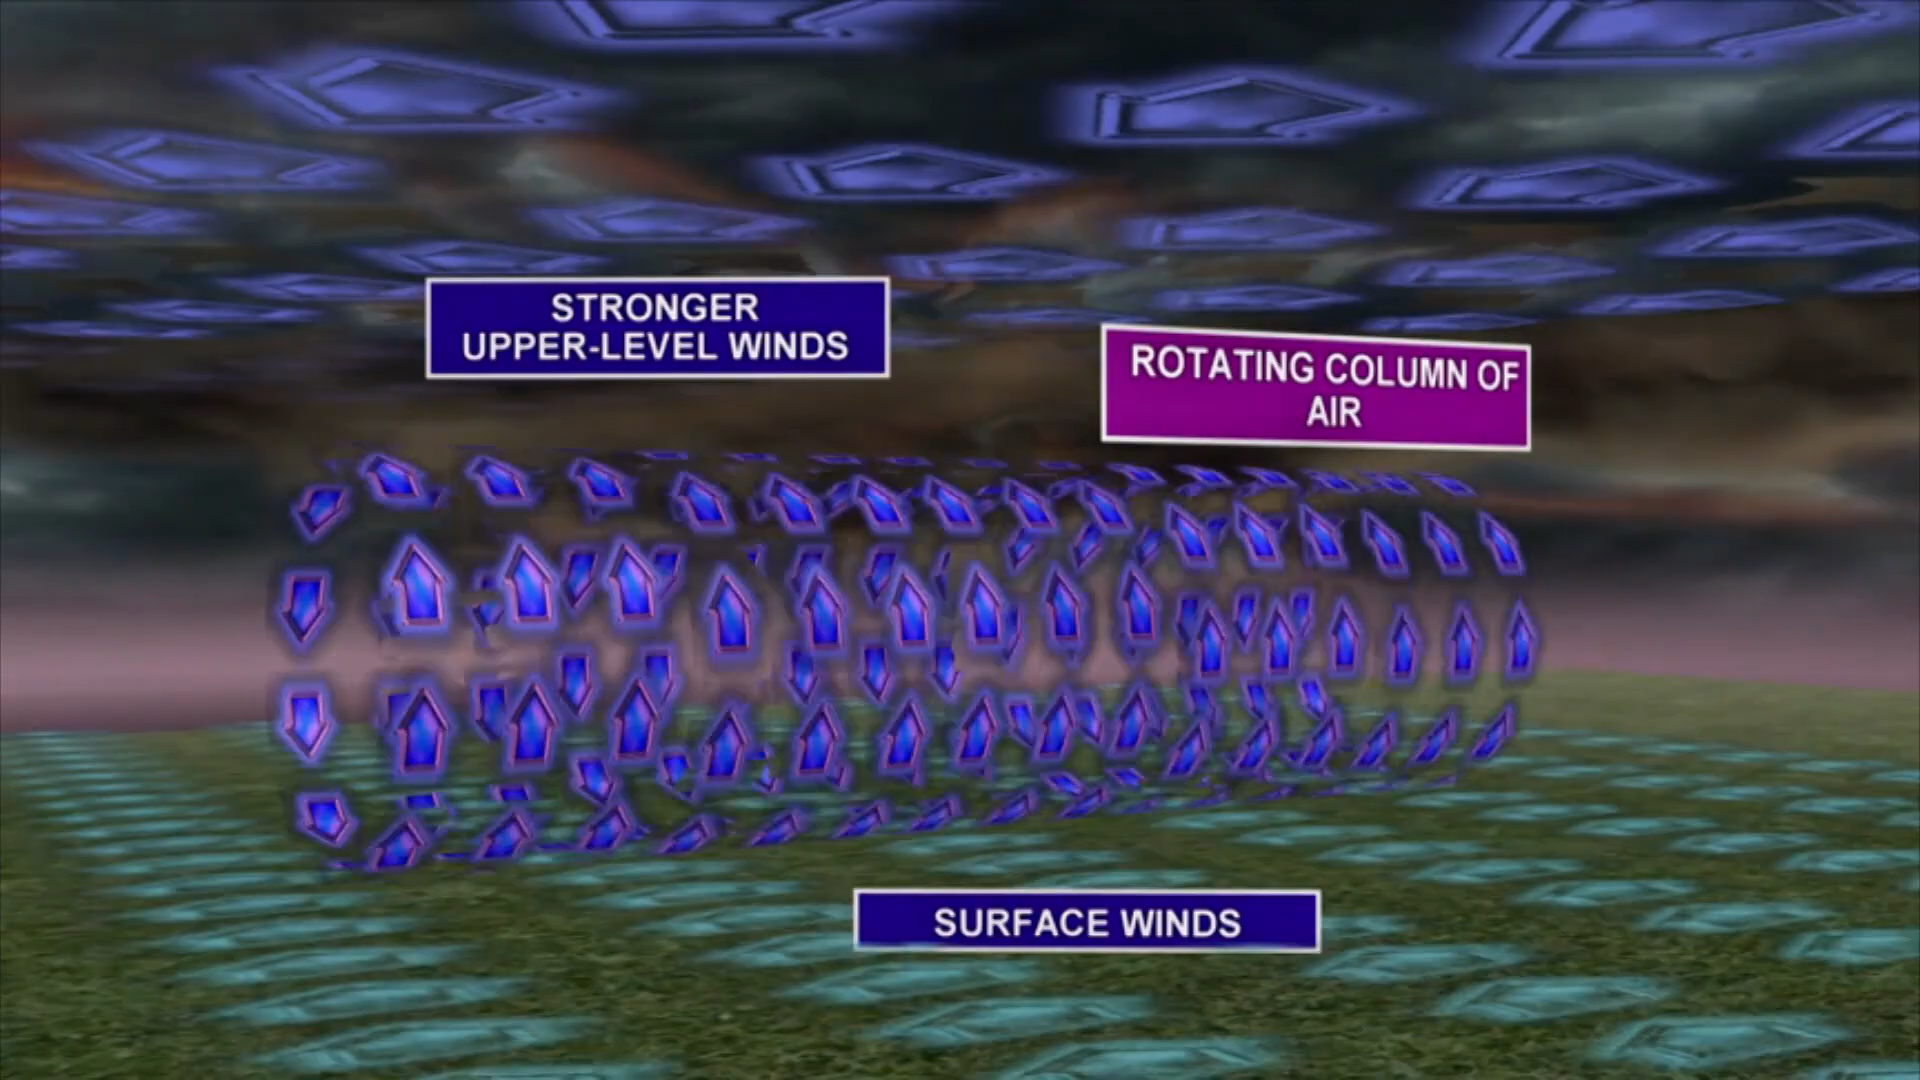 STRONGER
UPPER-LEVEL WINDS
ROTATING COLUMN OF
AIR
SURFACE WINDS